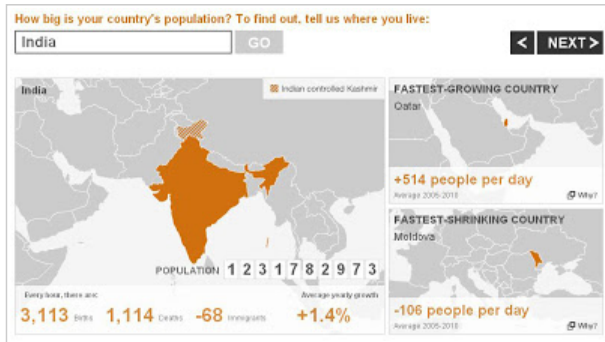 How big is your country's population? To find out, tell us where you live:
India
GO
< NEXT >
India
Indian controlled Kashmir
POPULATION 1 2 3 1 7 8 2 9 7 3
Every hour, there are:
Average yearly growth
3,113 Births 1,114 Deaths -68 Immigrants +1.4%
FASTEST-GROWING COUNTRY
Qatar
+514 people per day
Average 2005-2010
Why?
FASTEST-SHRINKING COUNTRY
Moldova
-106 people per day
Average 2005-2010
Why?